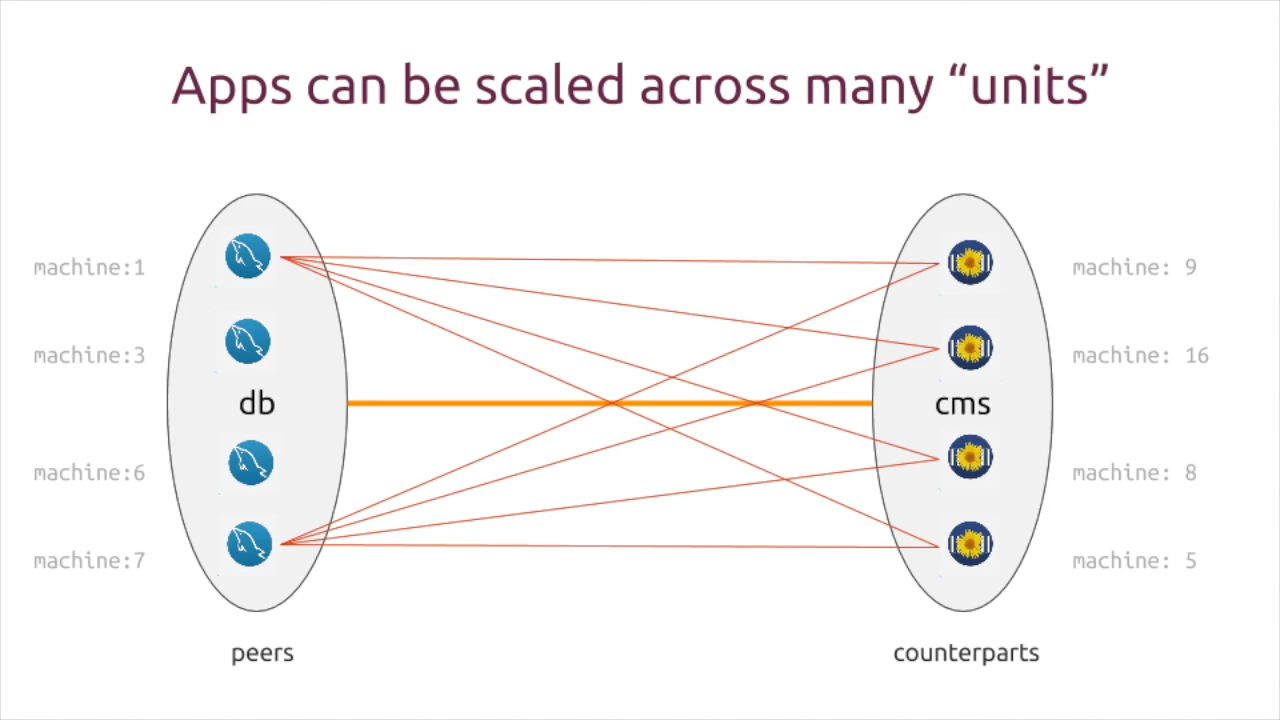 Apps can be scaled across many “units”
machine:1
machine: 9
machine:3
machine: 16
db
cms
machine:6
machine: 8
machine:7
machine: 5
peers
counterparts